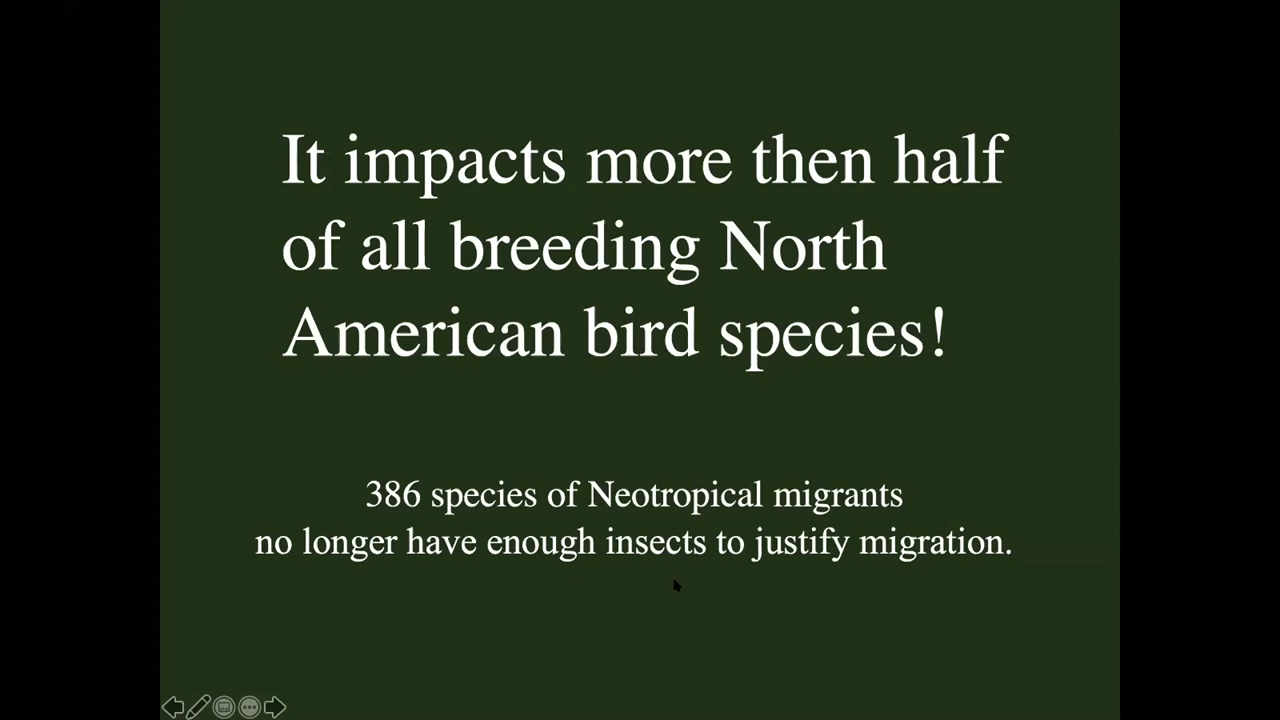 It impacts more then half
of all breeding North
American bird species!
386 species of Neotropical migrants
no longer have enough insects to justify migration.